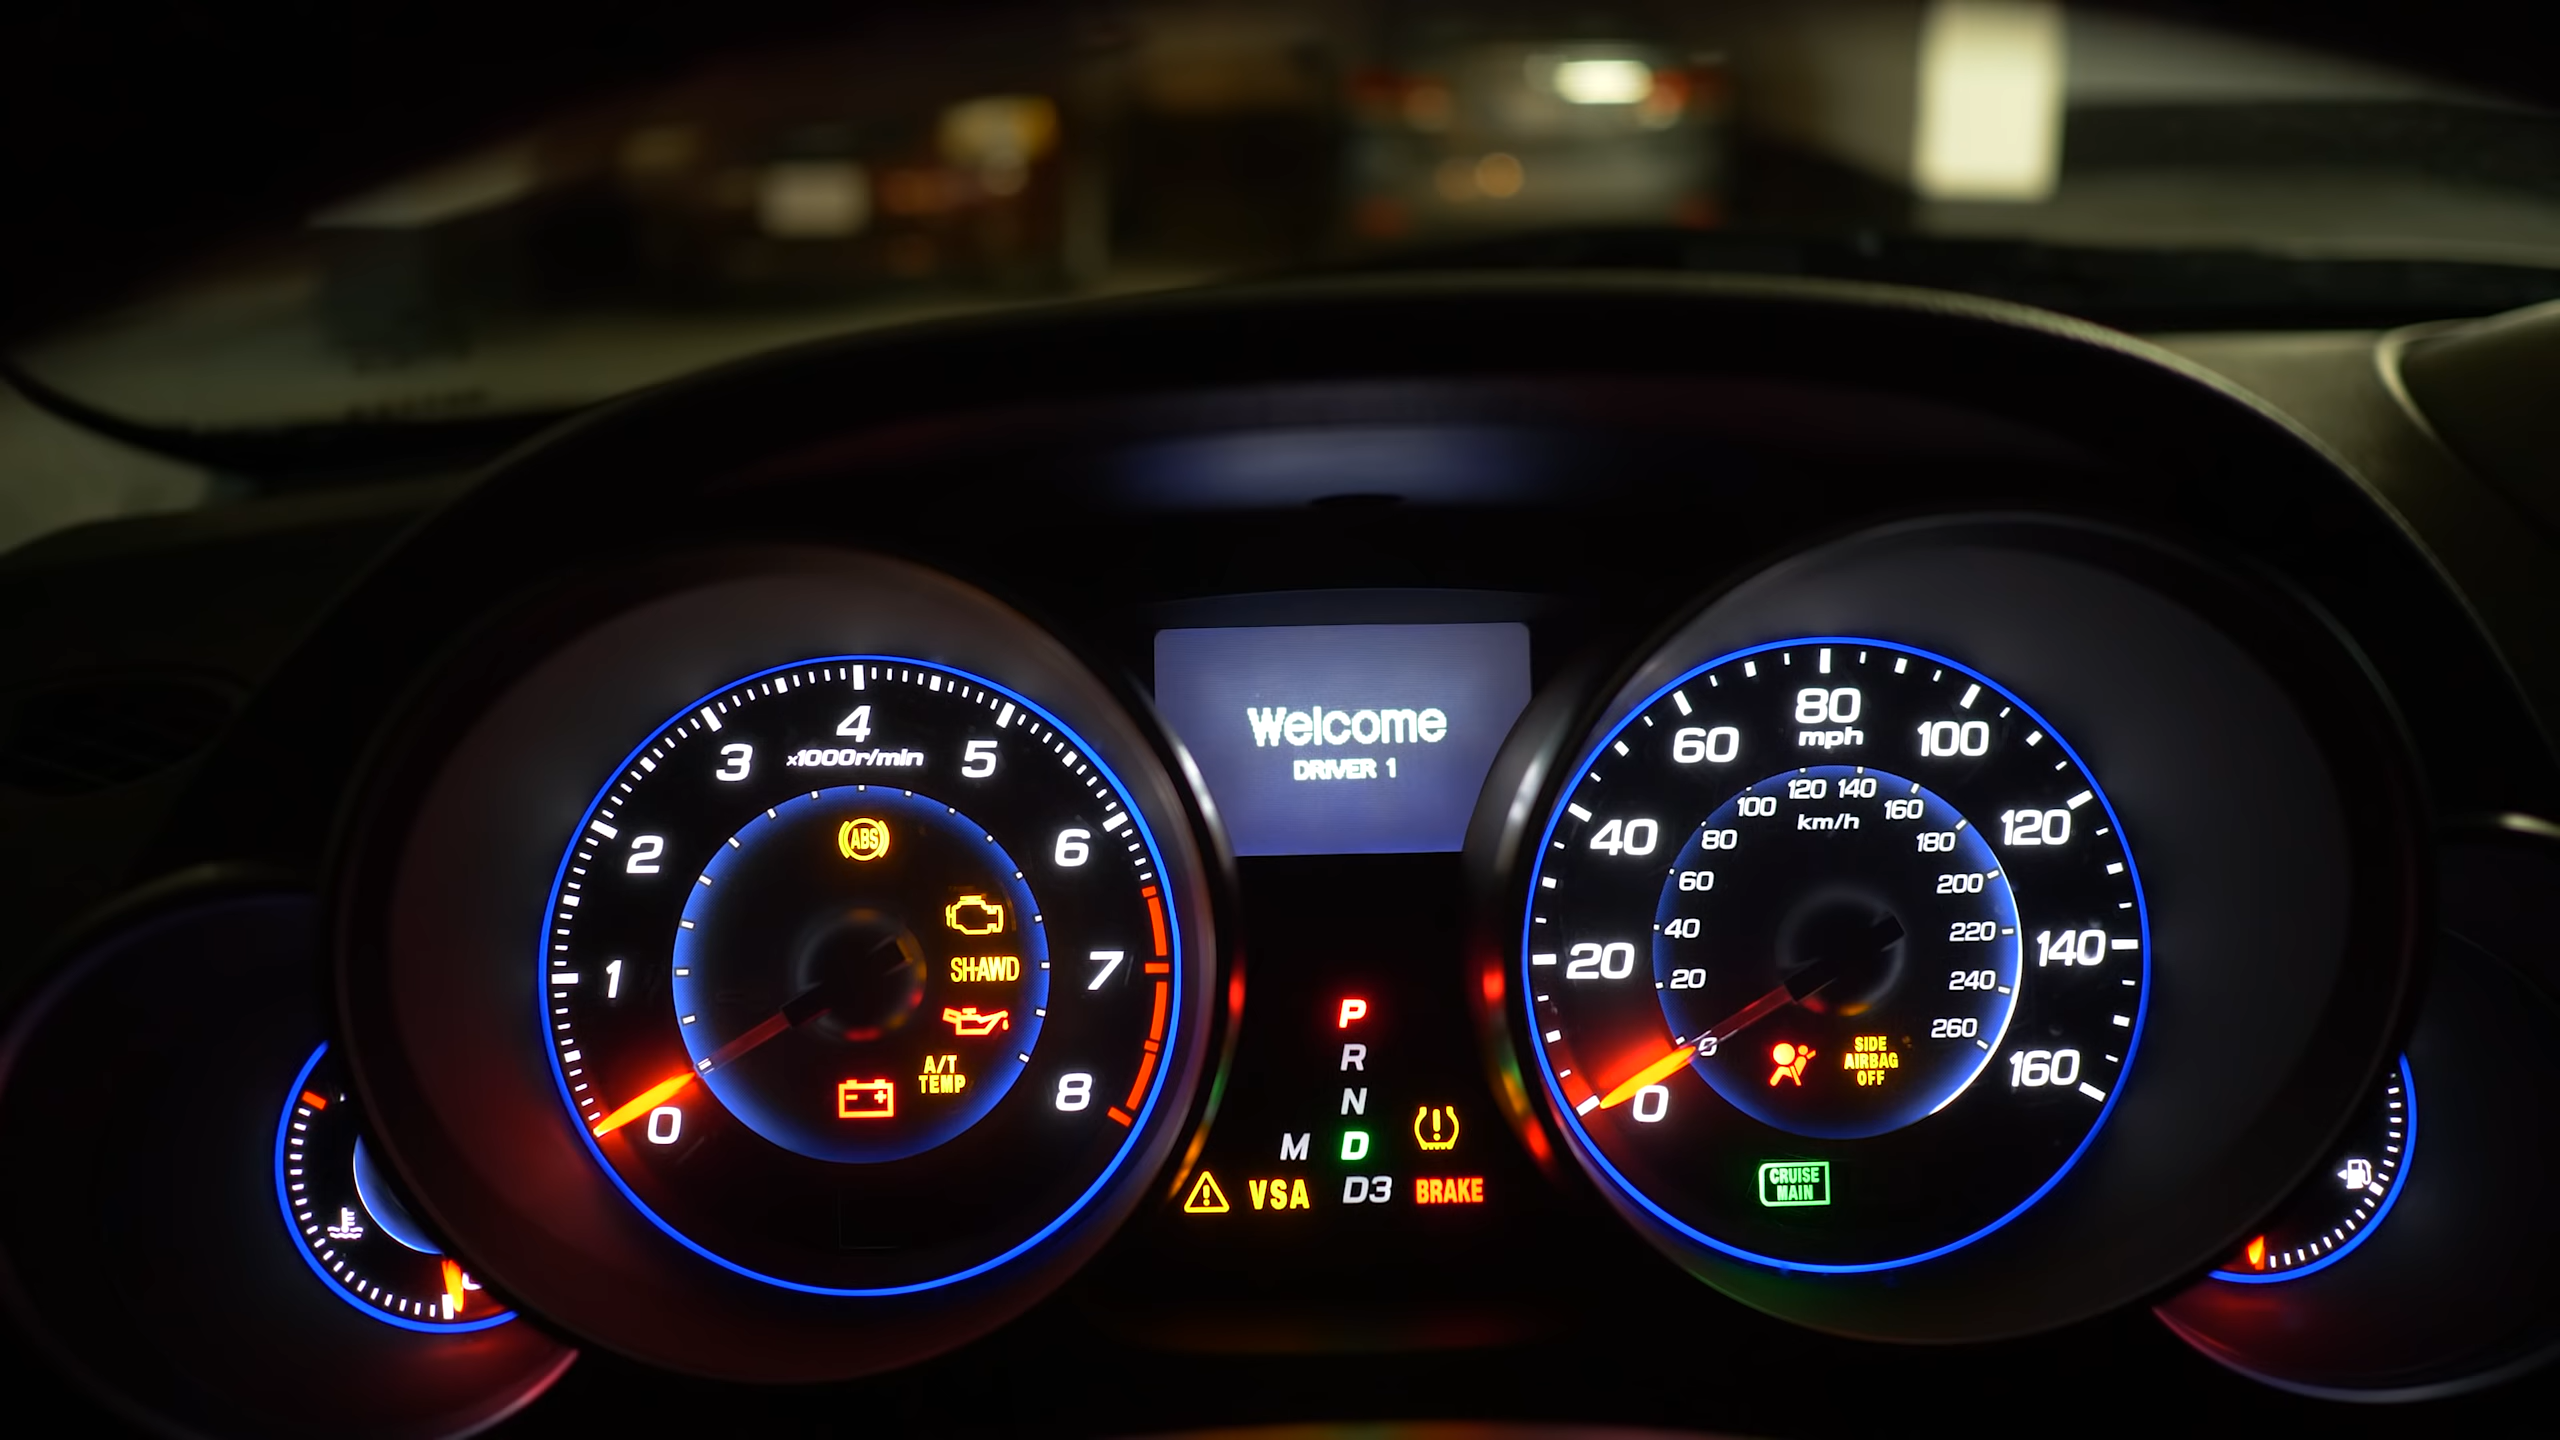 Welcome
DRIVER 1
0
1
2
3
4
5
6
7
8
x1000r/min
ABS
SH-AWD
A/T
TEMP
P
R
N
M
D
D3
VSA
BRAKE
0
20
40
60
80
100
120
140
160
mph
0
20
40
60
80
100
120
140
160
180
200
220
240
260
km/h
SIDE
AIRBAG
OFF
CRUISE
MAIN